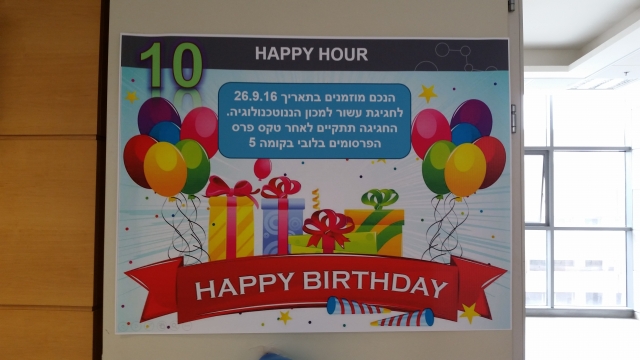 10
HAPPY HOUR
הנכם מוזמנים בתאריך 26.9.16
לחגיגת עשור למכון הננוטכנולוגיה.
החגיגה תתקיים לאחר טקס פרס
הפרסומים בלובי בקומה 5
HAPPY BIRTHDAY